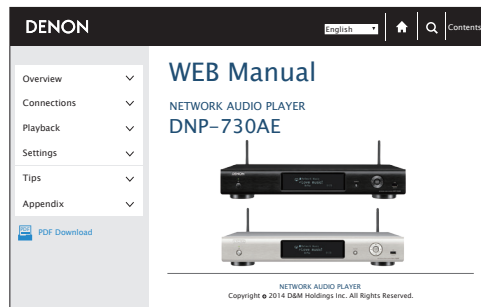 DENON
English
Contents
Overview
Connections
Playback
Settings
Tips
Appendix
PDF Download
WEB Manual
NETWORK AUDIO PLAYER
DNP-730AE
NETWORK AUDIO PLAYER
Copyright © 2014 D&M Holdings Inc. All Rights Reserved.